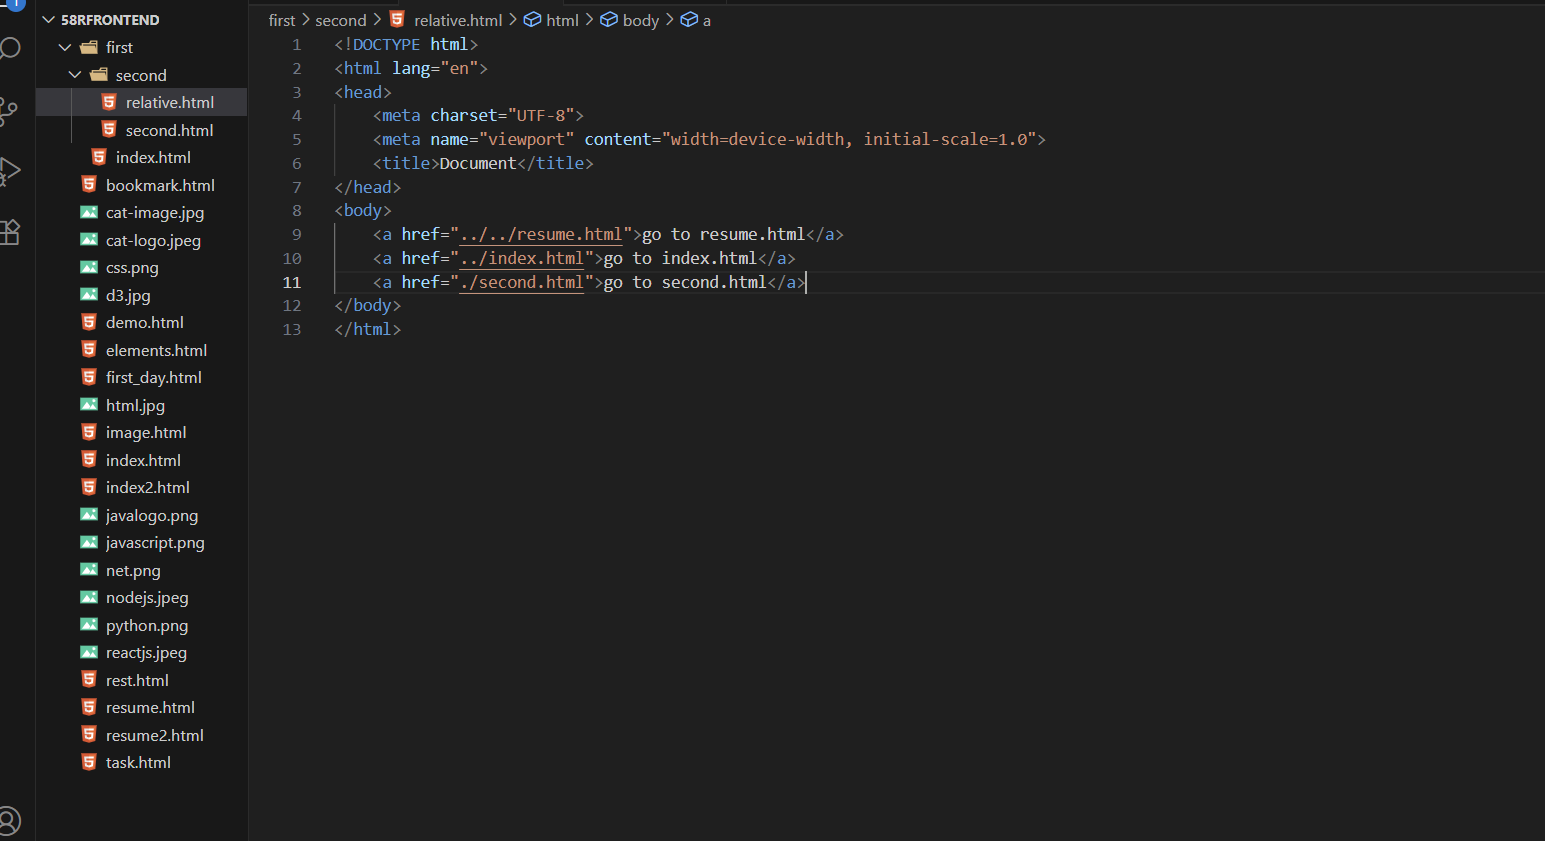 1
58RFRONTEND
first
second
relative.html
second.html
index.html
bookmark.html
cat-image.jpg
cat-logo.jpeg
css.png
d3.jpg
demo.html
elements.html
first_day.html
html.jpg
image.html
index.html
index2.html
javalogo.png
javascript.png
net.png
nodejs.jpeg
python.png
reactjs.jpeg
rest.html
resume.html
resume2.html
task.html
first > second > relative.html > html > body > a
1 <!DOCTYPE html>
2 <html lang="en">
3 <head>
4     <meta charset="UTF-8">
5     <meta name="viewport" content="width=device-width, initial-scale=1.0">
6     <title>Document</title>
7 </head>
8 <body>
9     <a href="../../resume.html">go to resume.html</a>
10     <a href="../index.html">go to index.html</a>
11     <a href="./second.html">go to second.html</a>
12 </body>
13 </html>